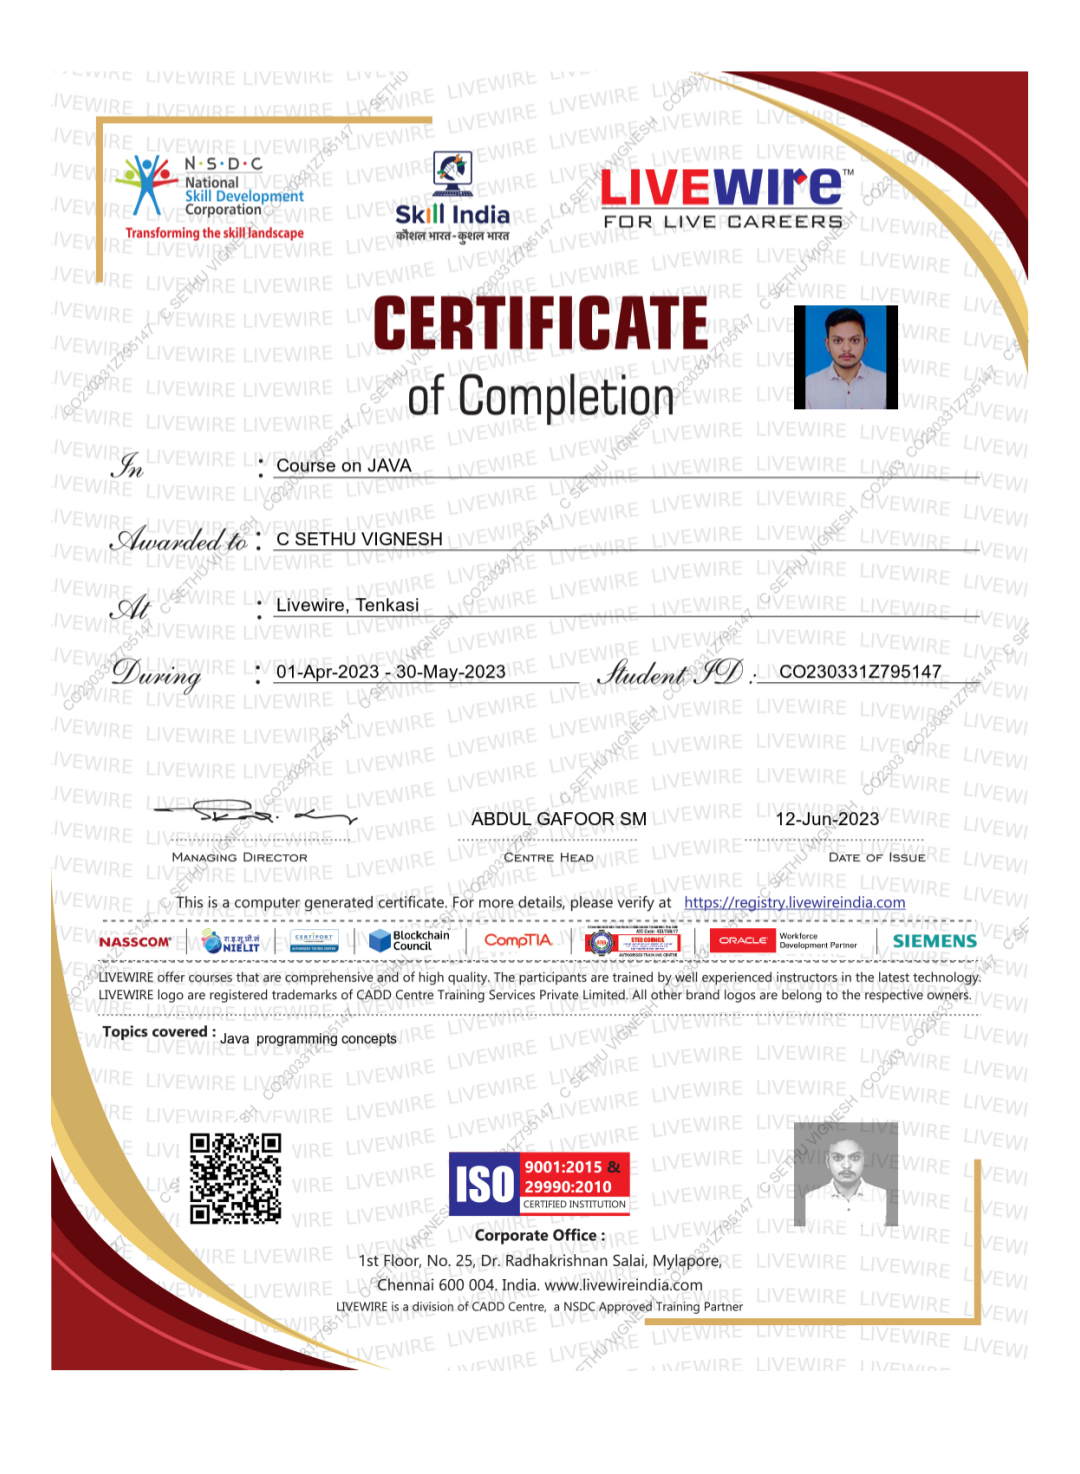 N·S·D·C
National
Skill Development
Corporation
Transforming the skill landscape
Skill India
कौशल भारत-कुशल भारत
LIVEWIRE™
FOR LIVE CAREERS
CERTIFICATE
of Completion
In : Course on JAVA
Awarded to : C SETHU VIGNESH
At : Livewire, Tenkasi
During : 01-Apr-2023 - 30-May-2023 Student ID : CO230331Z795147
ABDUL GAFOOR SM 12-Jun-2023
MANAGING DIRECTOR CENTRE HEAD DATE OF ISSUE
This is a computer generated certificate. For more details, please verify at https://registry.livewireindia.com
NASSCOM रा.इ.सू.प्रौ.सं NIELIT CERTIPORT Blockchain Council CompTIA STED COUNCIL ORACLE Workforce Development Partner SIEMENS
LIVEWIRE offer courses that are comprehensive and of high quality. The participants are trained by well experienced instructors in the latest technology.
LIVEWIRE logo are registered trademarks of CADD Centre Training Services Private Limited. All other brand logos are belong to the respective owners.
Topics covered : Java programming concepts
ISO 9001:2015 &
29990:2010
CERTIFIED INSTITUTION
Corporate Office :
1st Floor, No. 25, Dr. Radhakrishnan Salai, Mylapore,
Chennai 600 004. India. www.livewireindia.com
LIVEWIRE is a division of CADD Centre, a NSDC Approved Training Partner